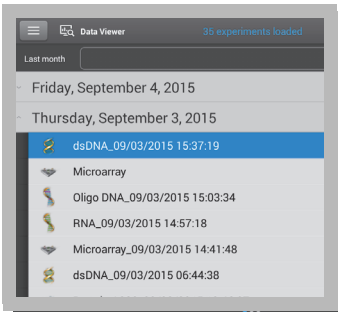 Data Viewer 35 experiments loaded
Last month
Friday, September 4, 2015
Thursday, September 3, 2015
dsDNA_09/03/2015 15:37:19
Microarray
Oligo DNA_09/03/2015 15:03:34
RNA_09/03/2015 14:57:18
Microarray_09/03/2015 14:41:48
dsDNA_09/03/2015 06:44:38